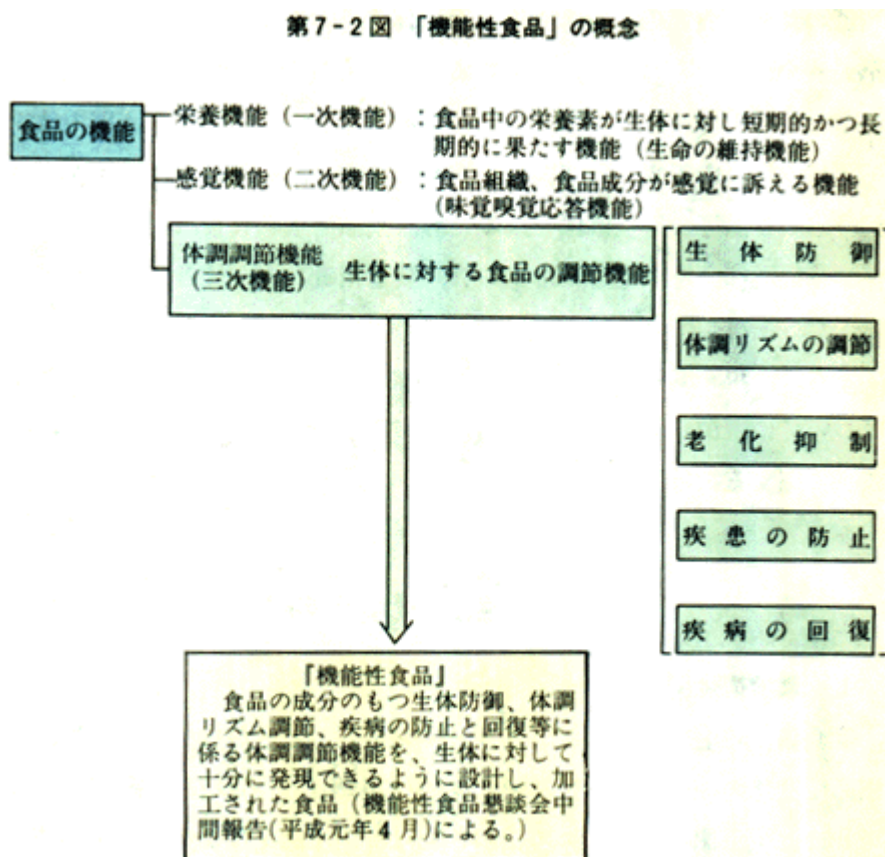 第7-2図 「機能性食品」の概念
食品の機能
栄養機能（一次機能）：食品中の栄養素が生体に対し短期的かつ長
期的に果たす機能（生命の維持機能）
感覚機能（二次機能）：食品組織、食品成分が感覚に訴える機能
（味覚嗅覚応答機能）
体調調節機能
（三次機能）
生体に対する食品の調節機能
生体防御
体調リズムの調節
老化抑制
疾患の防止
疾病の回復
『機能性食品』
食品の成分のもつ生体防御、体調
リズム調節、疾病の防止と回復等に
係る体調調節機能を、生体に対して
十分に発現できるように設計し、加
工された食品（機能性食品懇談会中
間報告(平成元年4月)による。）